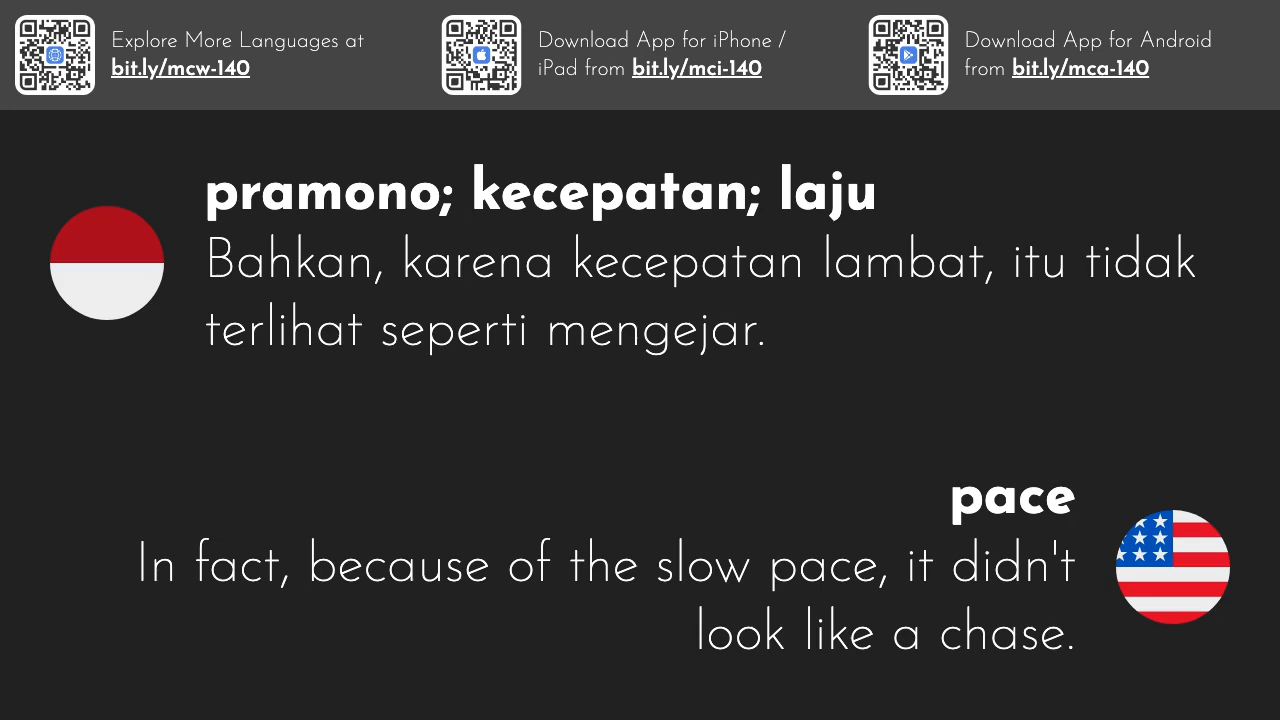 Explore More Languages at
bit.ly/mcw-140
Download App for iPhone /
iPad from bit.ly/mci-140
Download App for Android
from bit.ly/mca-140
pramono; kecepatan; laju
Bahkan, karena kecepatan lambat, itu tidak
terlihat seperti mengejar.
pace
In fact, because of the slow pace, it didn't
look like a chase.